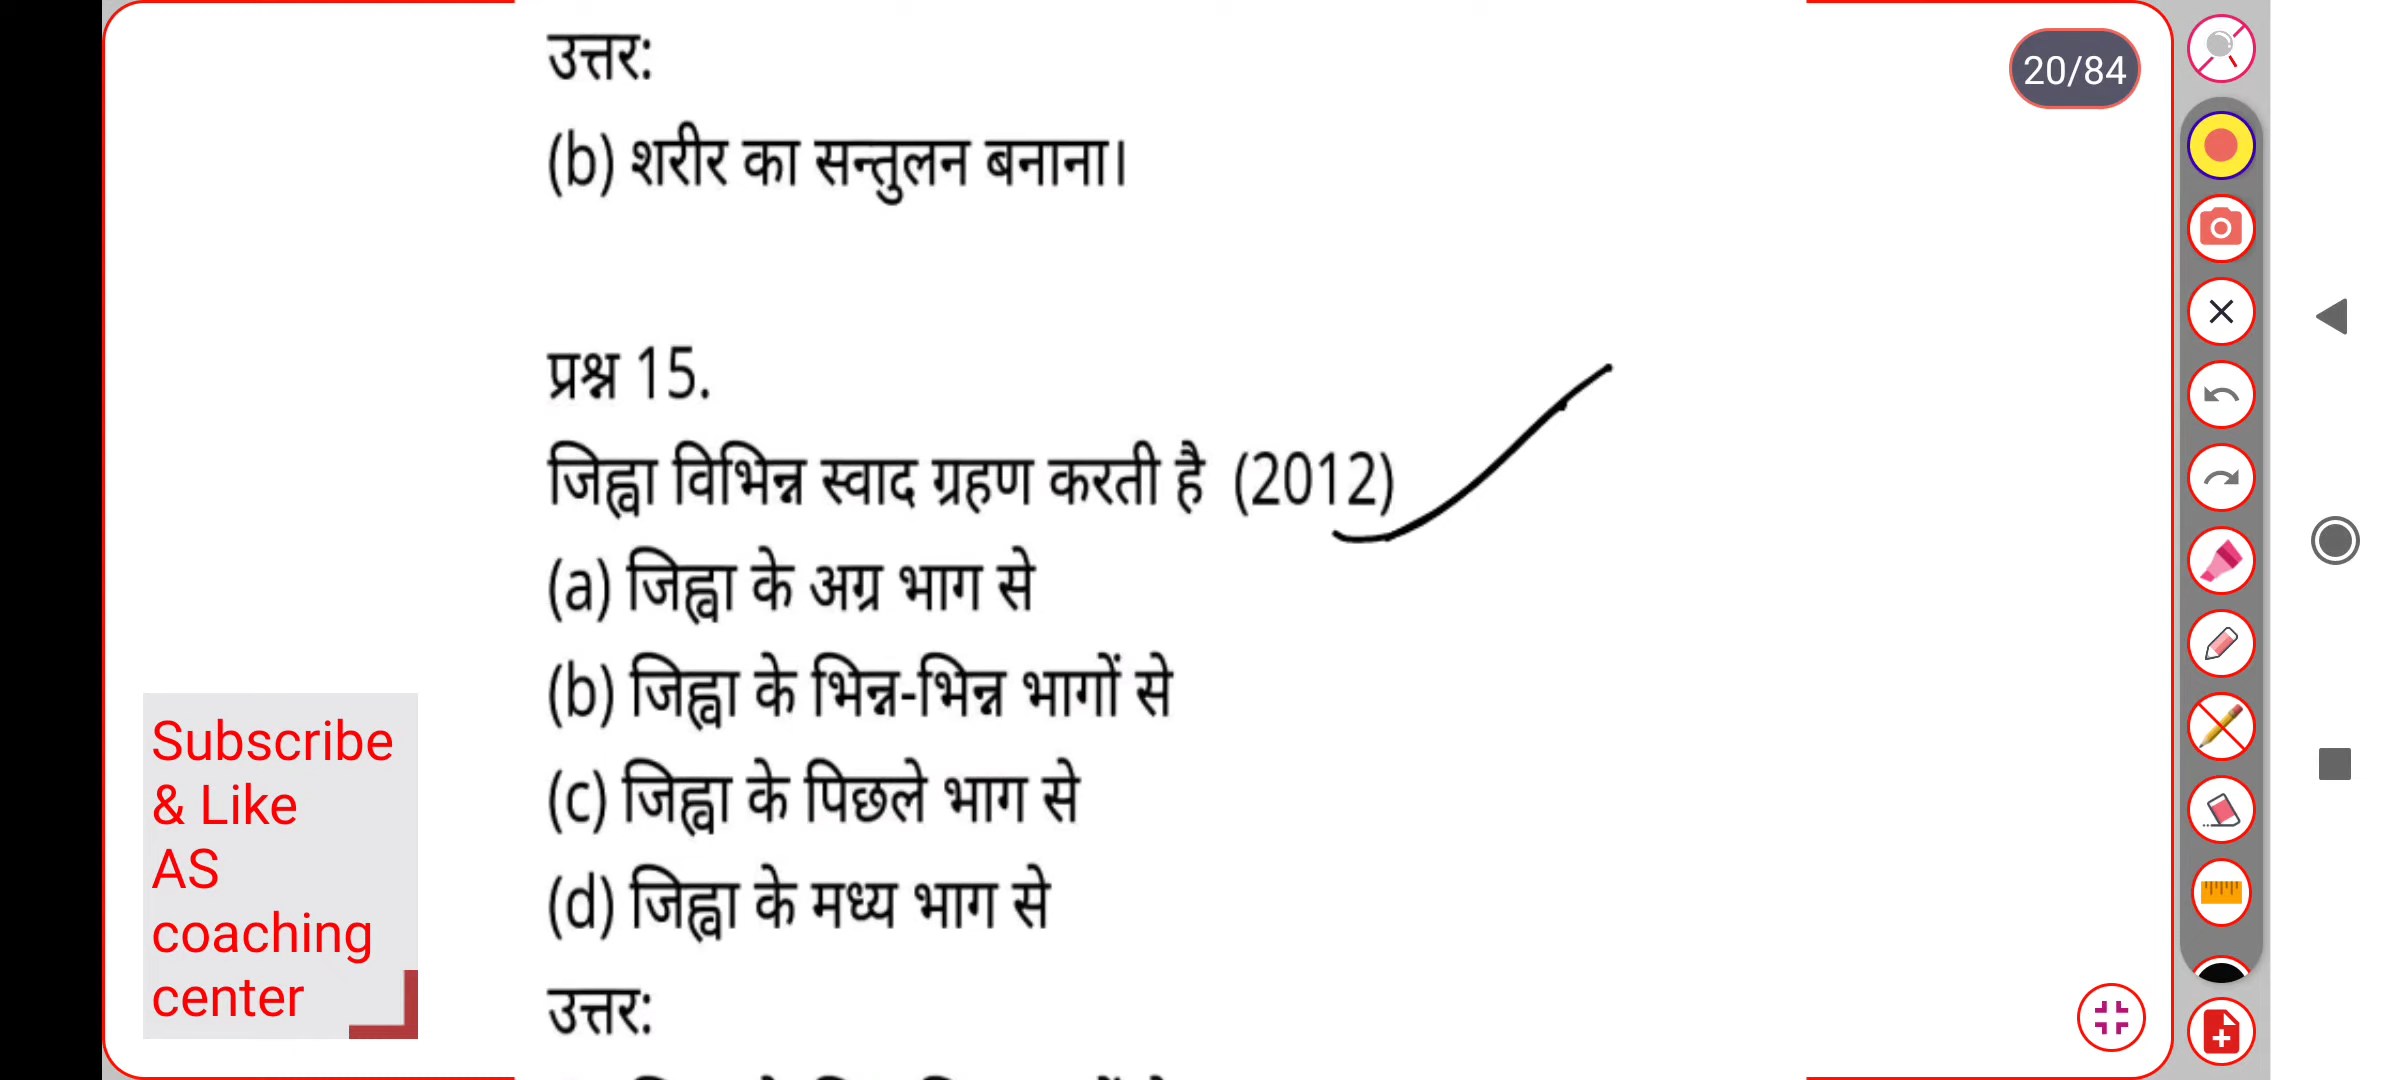 उत्तर:
(b) शरीर का सन्तुलन बनाना।
20/84
प्रश्न 15.
जिह्वा विभिन्न स्वाद ग्रहण करती है (2012)
(a) जिह्वा के अग्र भाग से
(b) जिह्वा के भिन्न-भिन्न भागों से
(c) जिह्वा के पिछले भाग से
(d) जिह्वा के मध्य भाग से
उत्तर:
Subscribe
& Like
AS
coaching
center